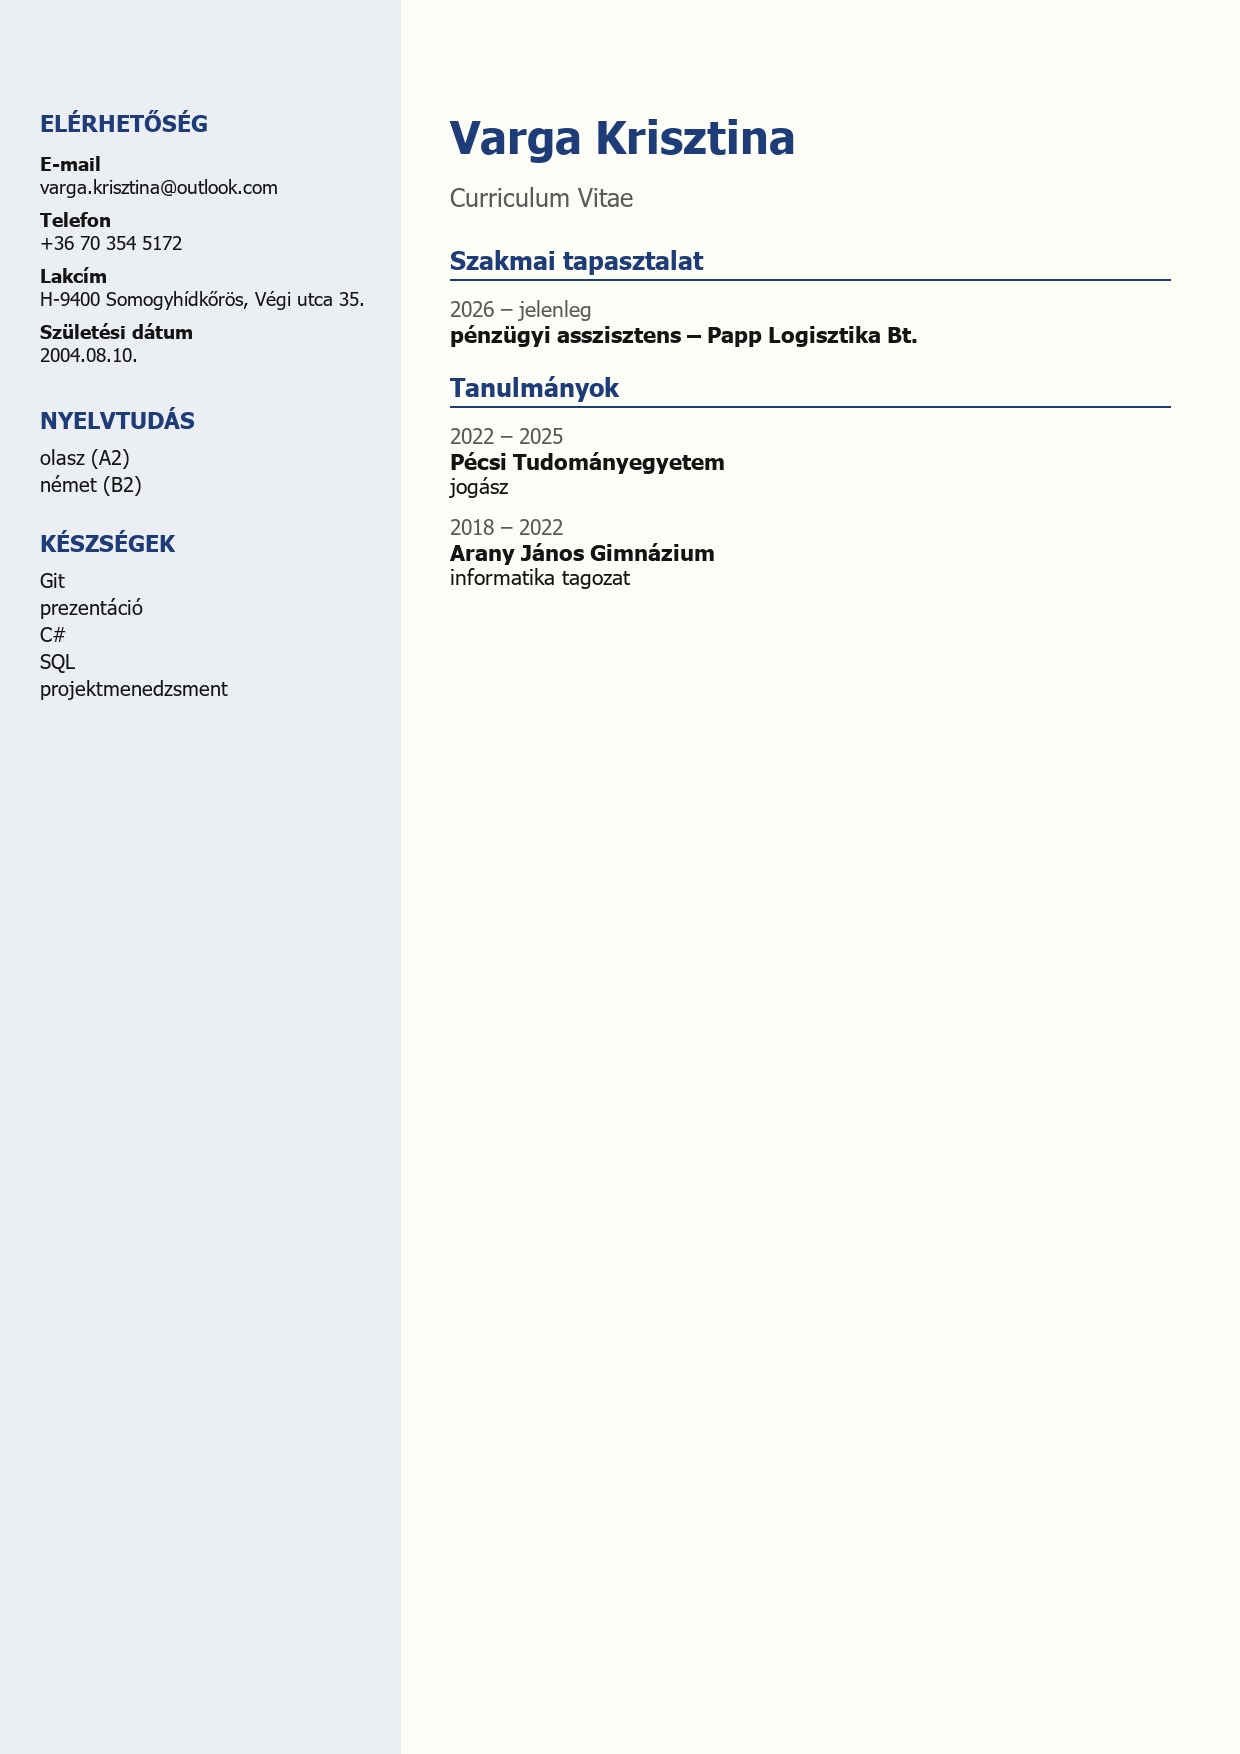 ELÉRHETŐSÉG
E-mail
varga.krisztina@outlook.com
Telefon
+36 70 354 5172
Lakcím
H-9400 Somogyhídkőrös, Végi utca 35.
Születési dátum
2004.08.10.
NYELVTUDÁS
olasz (A2)
német (B2)
KÉSZSÉGEK
Git
prezentáció
C#
SQL
projektmenedzsment
Varga Krisztina
Curriculum Vitae
Szakmai tapasztalat
2026 – jelenleg
pénzügyi asszisztens – Papp Logisztika Bt.
Tanulmányok
2022 – 2025
Pécsi Tudományegyetem
jogász
2018 – 2022
Arany János Gimnázium
informatika tagozat